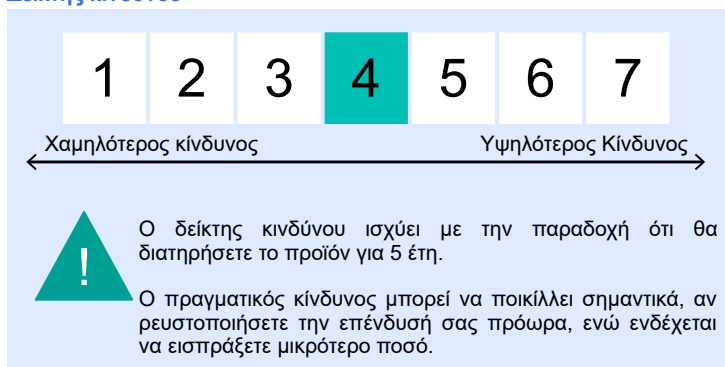 1 2 3 4 5 6 7
Χαμηλότερος κίνδυνος Υψηλότερος Κίνδυνος
!
Ο δείκτης κινδύνου ισχύει με την παραδοχή ότι θα
διατηρήσετε το προϊόν για 5 έτη.
Ο πραγματικός κίνδυνος μπορεί να ποικίλλει σημαντικά, αν
ρευστοποιήσετε την επένδυσή σας πρόωρα, ενώ ενδέχεται
να εισπράξετε μικρότερο ποσό.